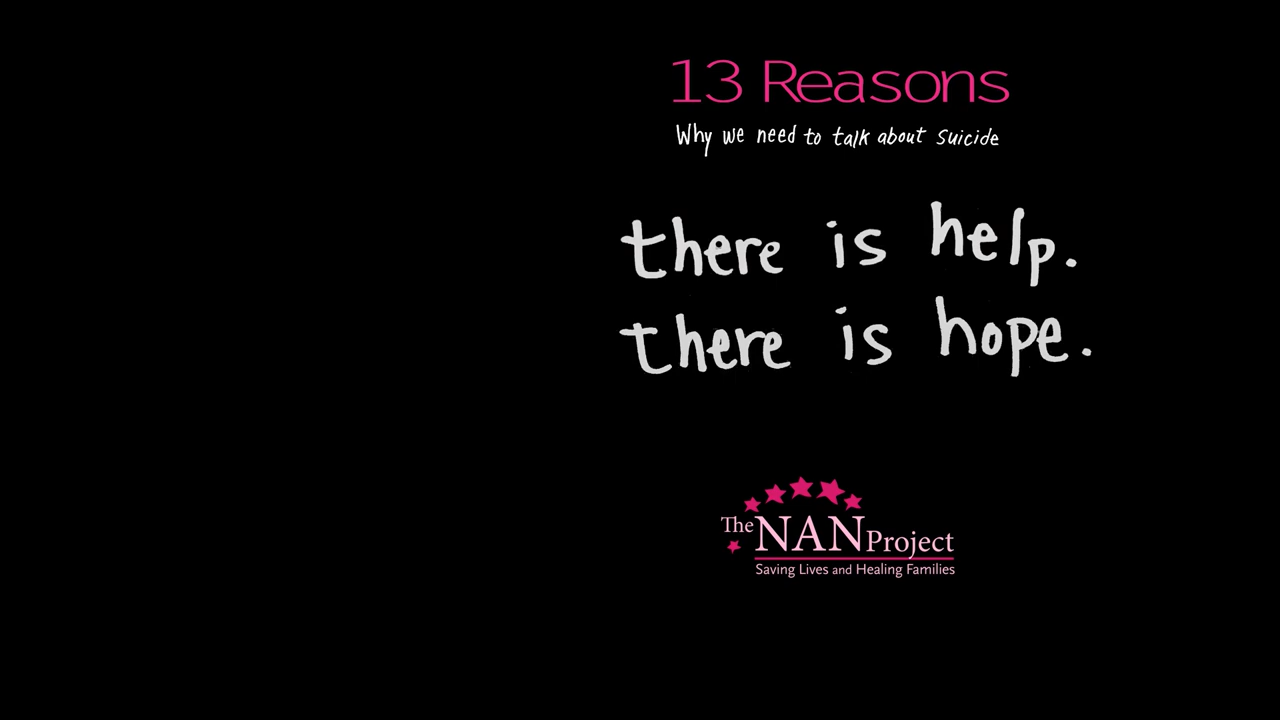 13 Reasons
Why we need to talk about suicide
there is help.
there is hope.
The NAN Project
Saving Lives and Healing Families